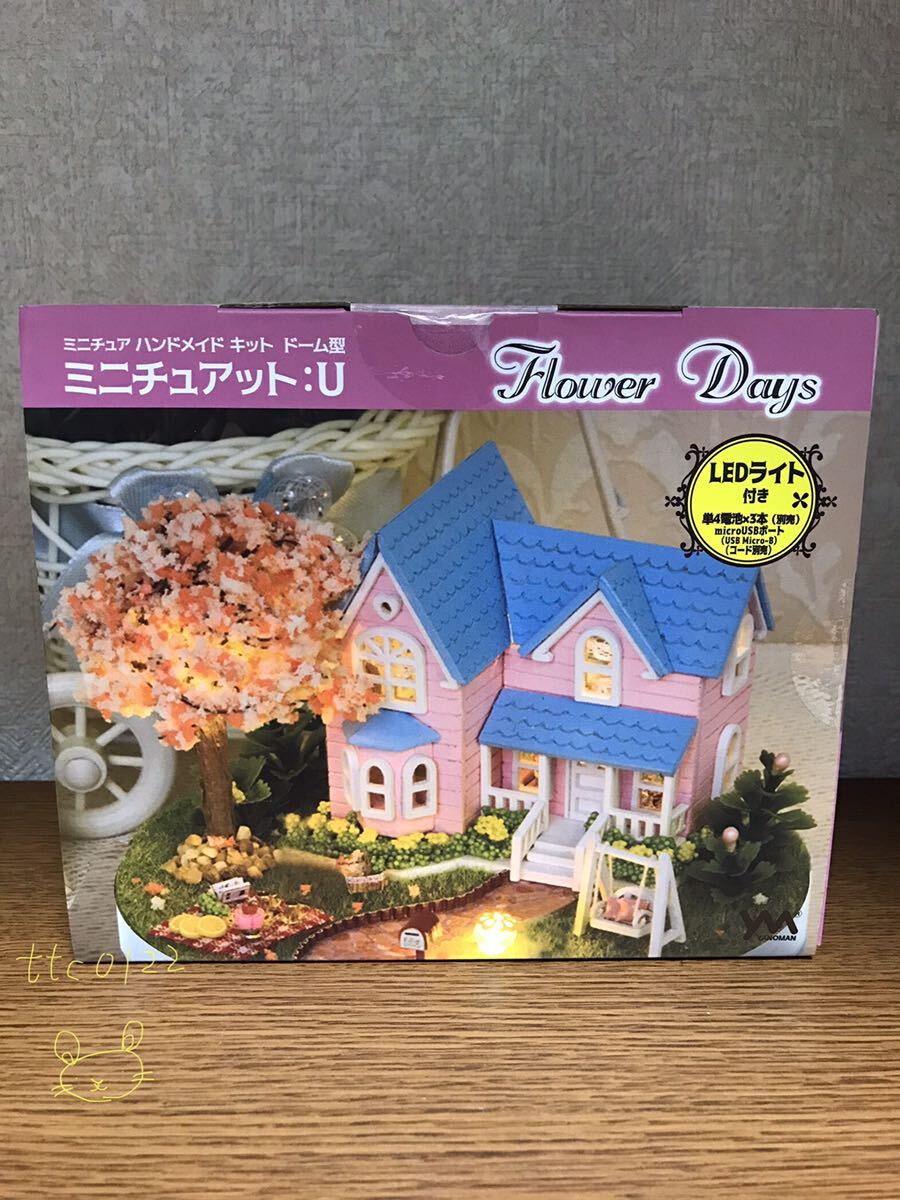 ミニチュア ハンドメイド キット ドーム型
ミニチュアット:U
Flower Days
LEDライト
付き
単4電池×3本(別売)
microUSBポート
(USB Micro-B)
(コード別売)
YM
YANOMAN
ttc0122